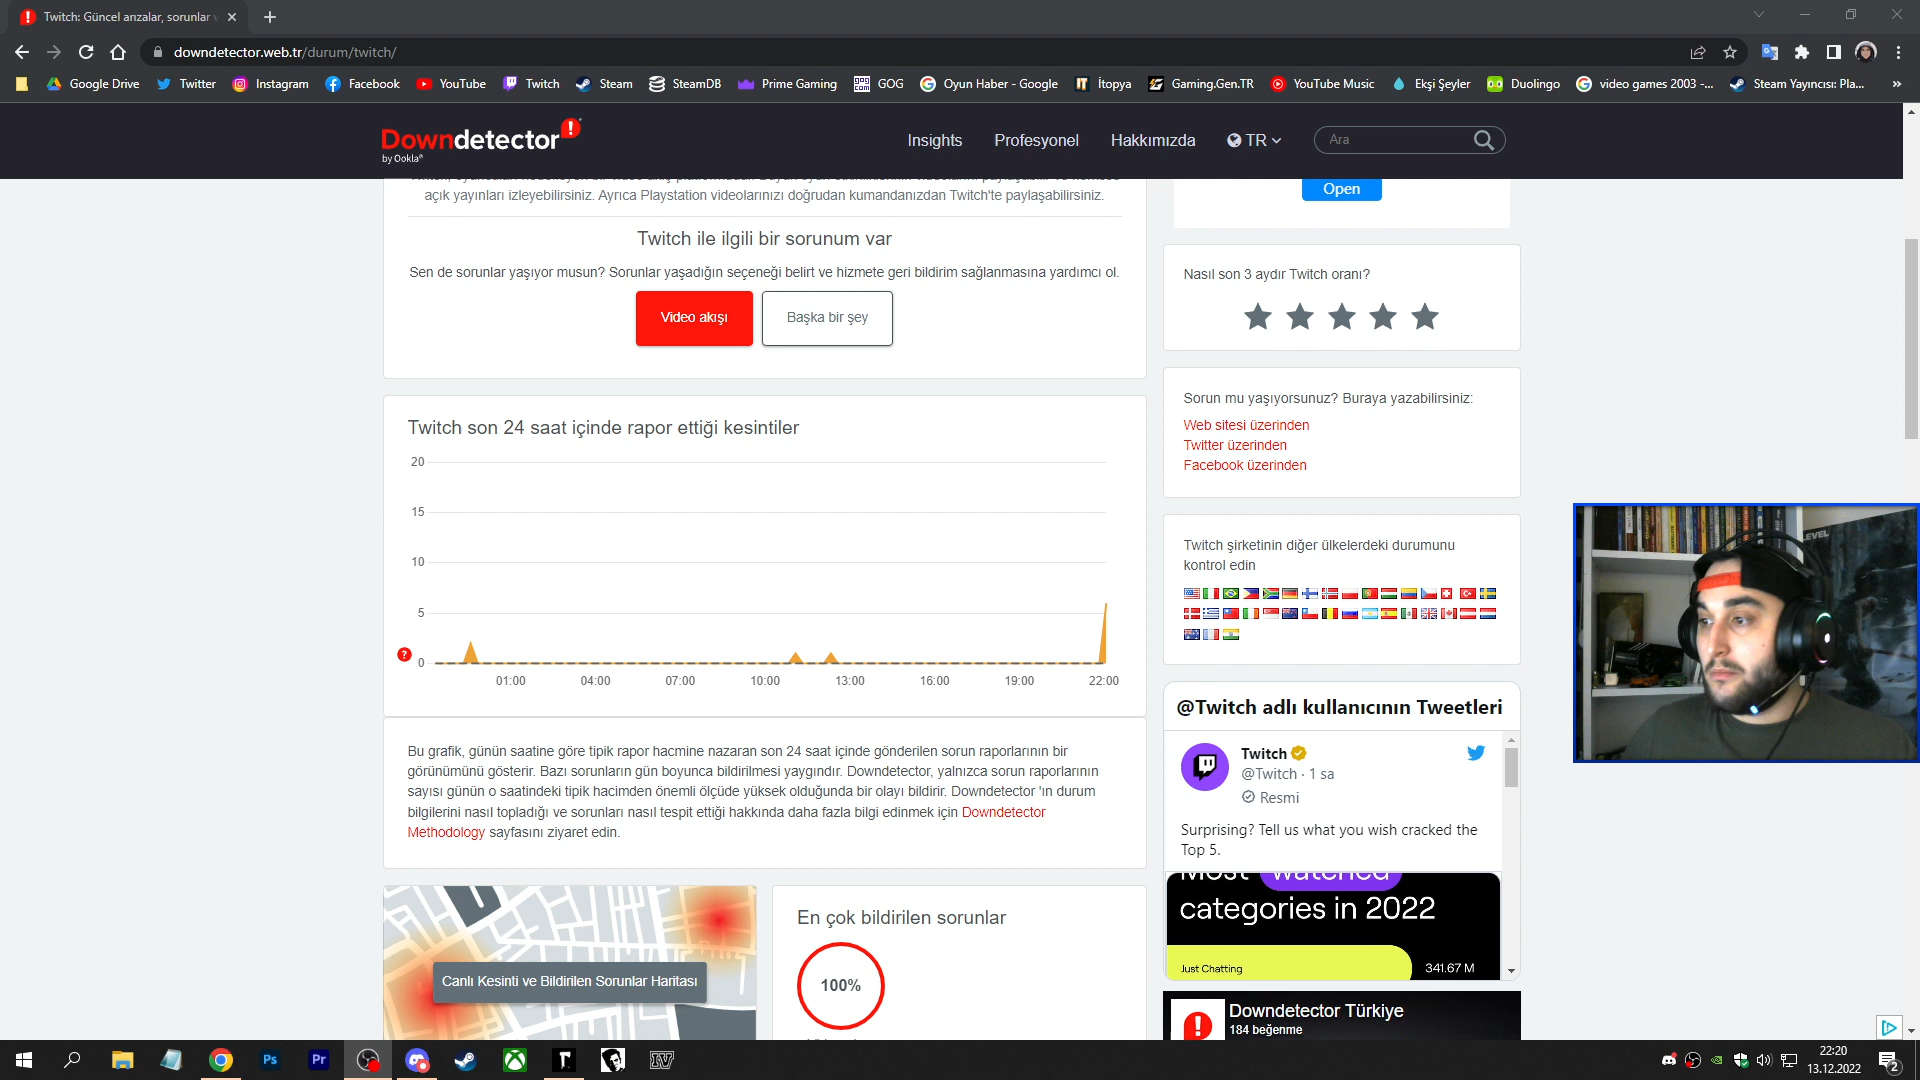 Twitch: Güncel arızalar, sorunlar
downdetector.web.tr/durum/twitch/
Google Drive
Twitter
Instagram
Facebook
YouTube
Twitch
Steam
SteamDB
Prime Gaming
GOG
Oyun Haber - Google
İtopya
Gaming.Gen.TR
YouTube Music
Ekşi Şeyler
Duolingo
video games 2003 -...
Steam Yayıncısı: Pla...
»
Downdetector
by Ookla®
Insights
Profesyonel
Hakkımızda
TR
Ara
açık yayınları izleyebilirsiniz. Ayrıca Playstation videolarınızı doğrudan kumandanızdan Twitch'te paylaşabilirsiniz.
Twitch ile ilgili bir sorunum var
Sen de sorunlar yaşıyor musun? Sorunlar yaşadığın seçeneği belirt ve hizmete geri bildirim sağlanmasına yardımcı ol.
Video akışı
Başka bir şey
Twitch son 24 saat içinde rapor ettiği kesintiler
20
15
10
5
0
01:00
04:00
07:00
10:00
13:00
16:00
19:00
22:00
Bu grafik, günün saatine göre tipik rapor hacmine nazaran son 24 saat içinde gönderilen sorun raporlarının bir
görünümünü gösterir. Bazı sorunların gün boyunca bildirilmesi yaygındır. Downdetector, yalnızca sorun raporlarının
sayısı günün o saatindeki tipik hacimden önemli ölçüde yüksek olduğunda bir olayı bildirir. Downdetector 'ın durum
bilgilerini nasıl topladığı ve sorunları nasıl tespit ettiği hakkında daha fazla bilgi edinmek için Downdetector
Methodology sayfasını ziyaret edin.
Canlı Kesinti ve Bildirilen Sorunlar Haritası
En çok bildirilen sorunlar
100%
Open
Nasıl son 3 aydır Twitch oranı?
Sorun mu yaşıyorsunuz? Buraya yazabilirsiniz:
Web sitesi üzerinden
Twitter üzerinden
Facebook üzerinden
Twitch şirketinin diğer ülkelerdeki durumunu
kontrol edin
@Twitch adlı kullanıcının Tweetleri
Twitch
@Twitch · 1 sa
Resmi
Surprising? Tell us what you wish cracked the
Top 5.
Most watched
categories in 2022
Just Chatting
341.67 M
Downdetector Türkiye
184 beğenme
LEVEL
Ps
Pr
IV
22:20
13.12.2022
2